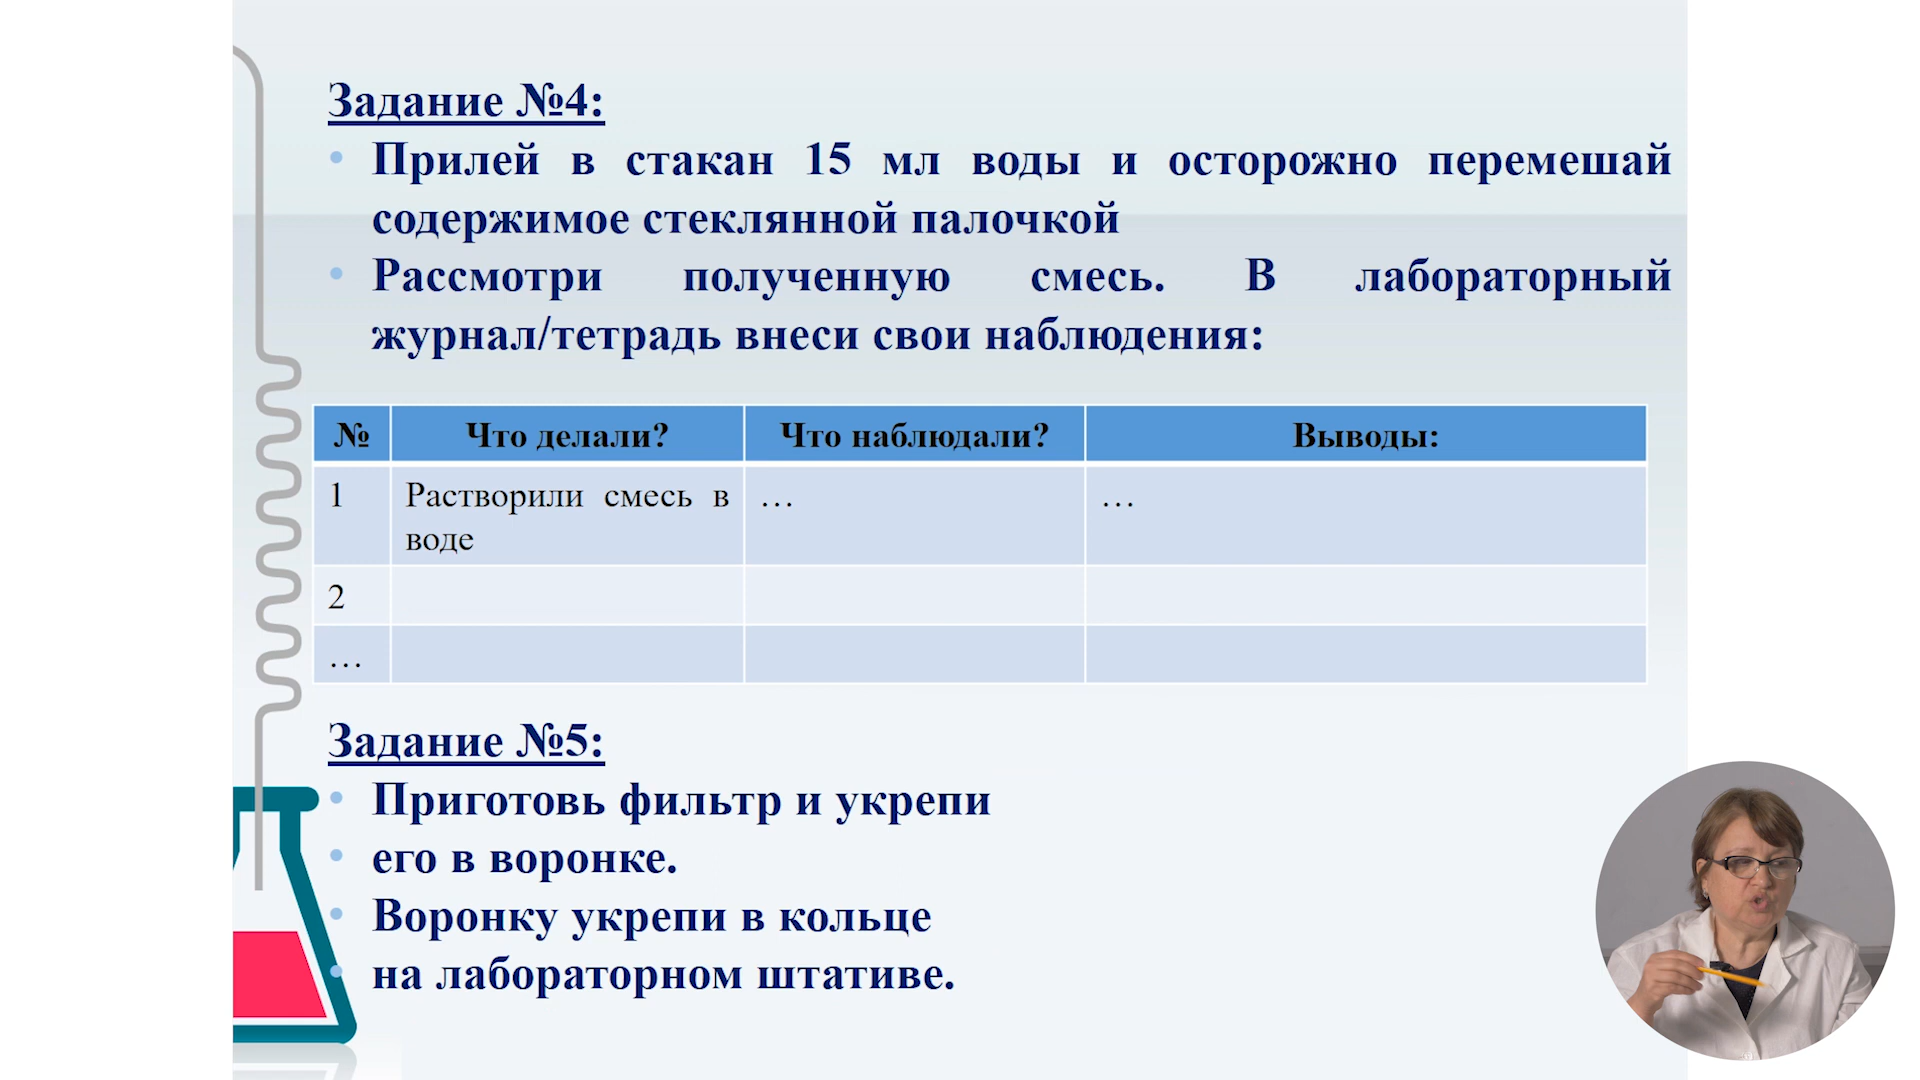 Задание №4:
Прилей в стакан 15 мл воды и осторожно перемешай
содержимое стеклянной палочкой
Рассмотри полученную смесь. В лабораторный
журнал/тетрадь внеси свои наблюдения:
№ Что делали? Что наблюдали? Выводы:
1 Растворили смесь в … …
воде
2
…
Задание №5:
Приготовь фильтр и укрепи
его в воронке.
Воронку укрепи в кольце
на лабораторном штативе.